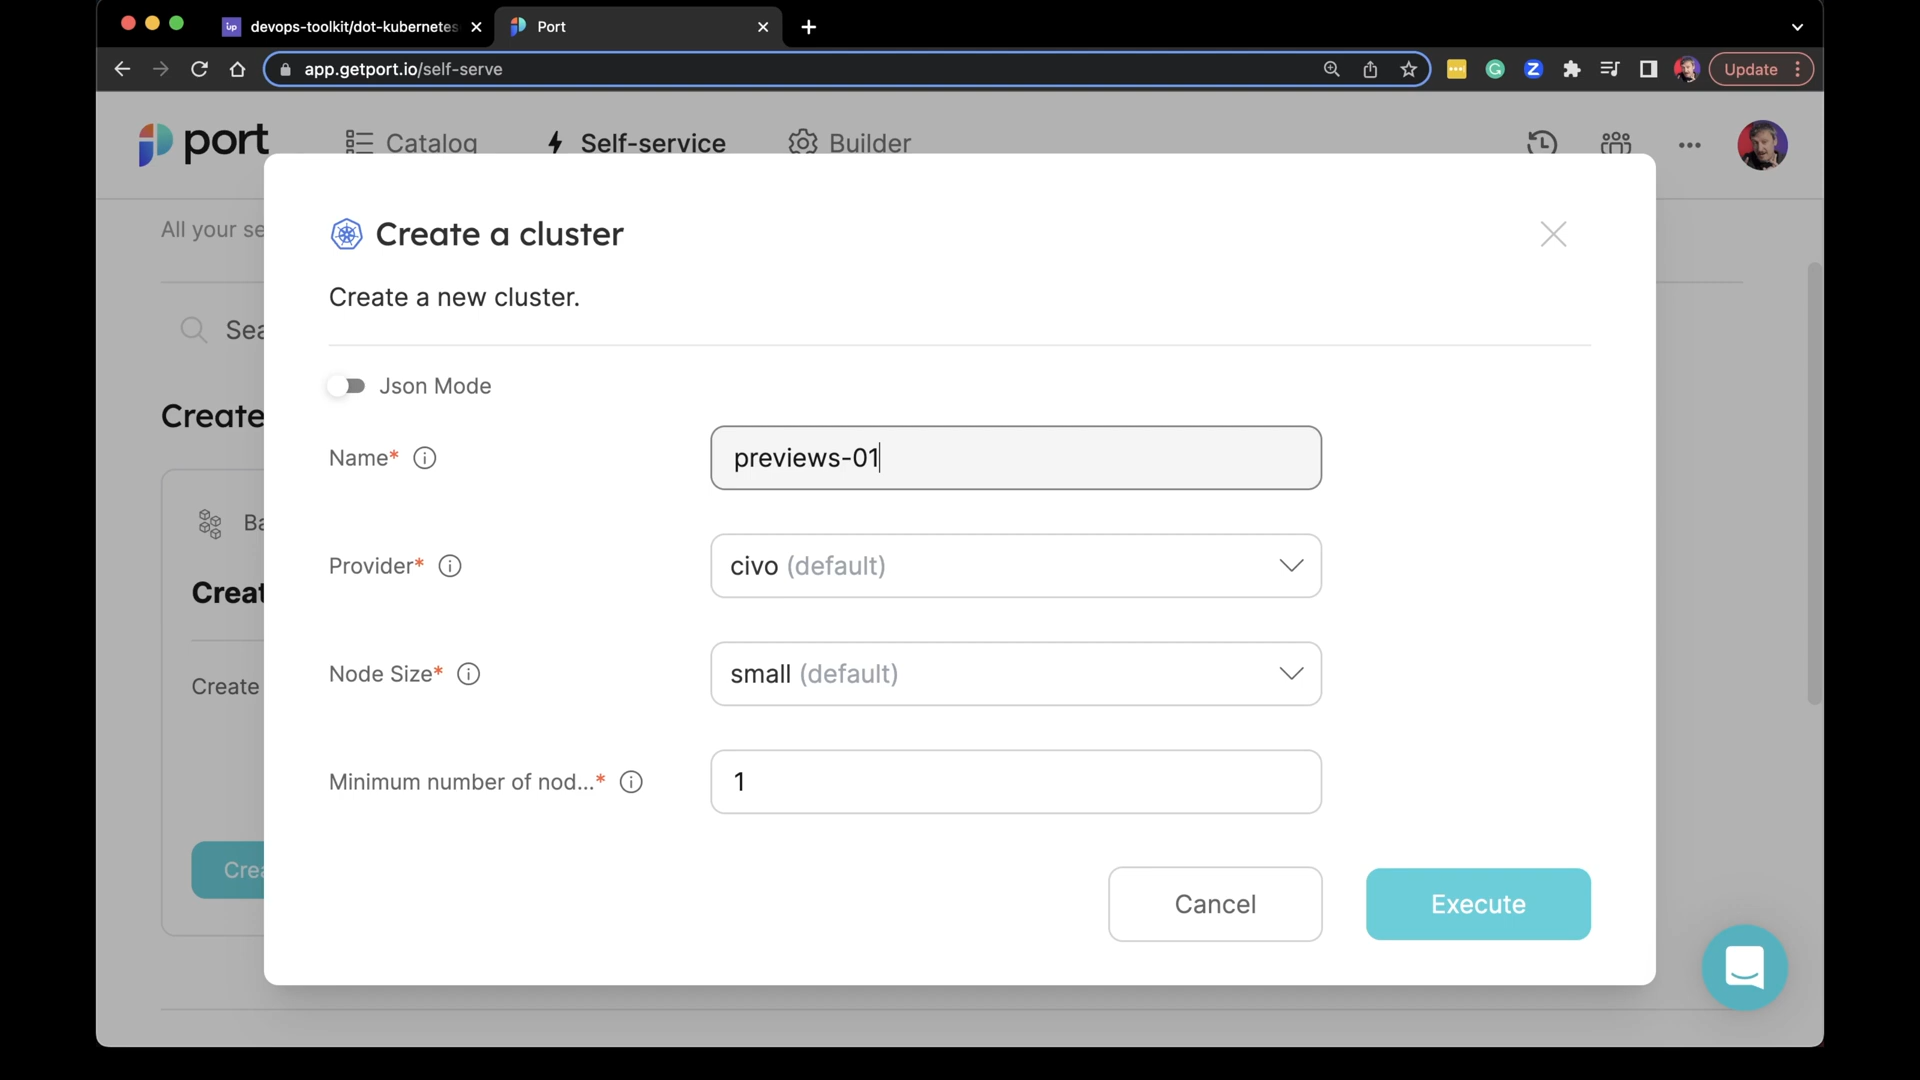 devops-toolkit/dot-kubernetes
Port
app.getport.io/self-serve
Update
port
Catalog
Self-service
Builder
All your se
Sea
Create
Ba
Creat
Create
Crea
Create a cluster
Create a new cluster.
Json Mode
Name*
previews-01
Provider*
civo (default)
Node Size*
small (default)
Minimum number of nod...*
1
Cancel
Execute